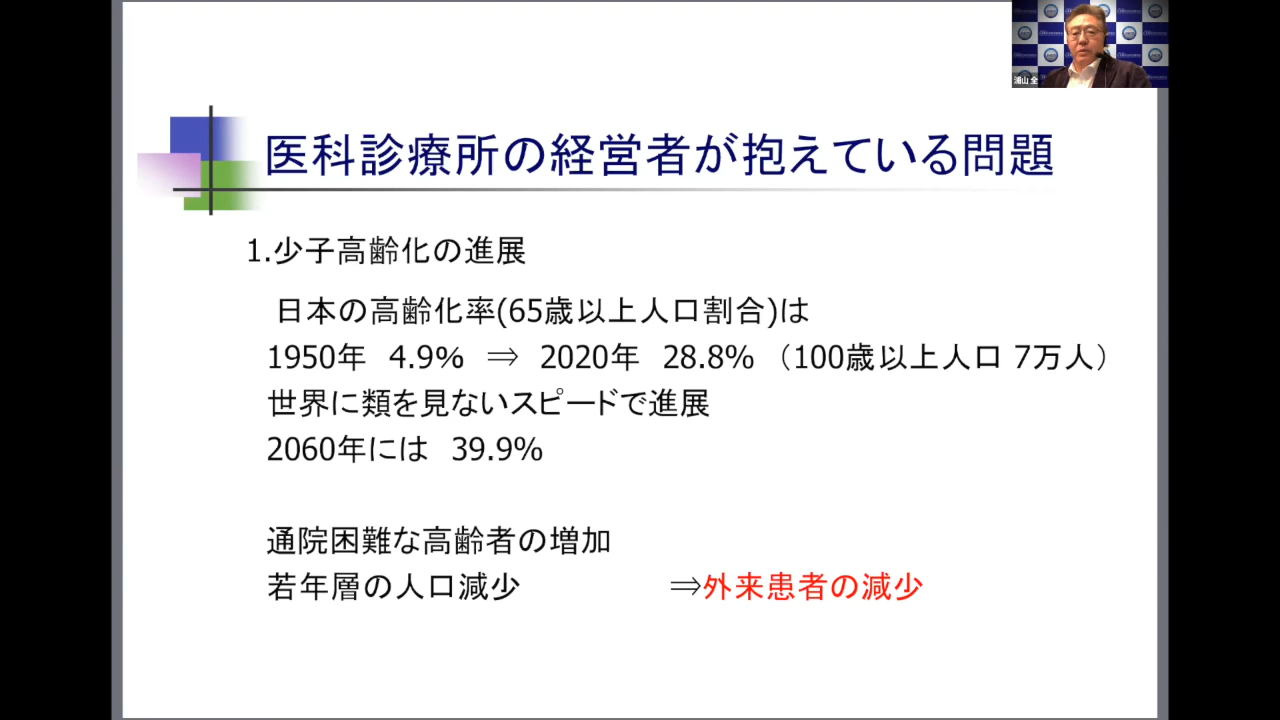 医科診療所の経営者が抱えている問題
1.少子高齢化の進展
日本の高齢化率(65歳以上人口割合)は
1950年 4.9% ⇒ 2020年 28.8% （100歳以上人口 7万人）
世界に類を見ないスピードで進展
2060年には 39.9%
通院困難な高齢者の増加
若年層の人口減少 ⇒外来患者の減少
浦山 全